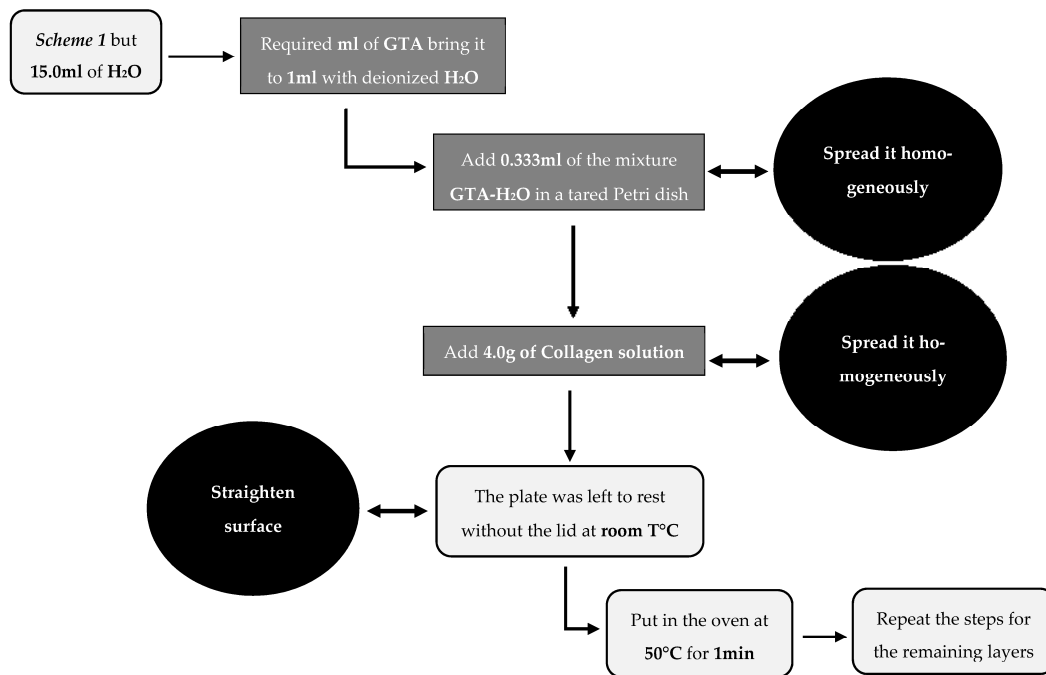 Scheme 1 but
15.0ml of H₂O
Required ml of GTA bring it
to 1ml with deionized H₂O
Add 0.333ml of the mixture
GTA-H₂O in a tared Petri dish
Spread it homo-
geneously
Add 4.0g of Collagen solution
Spread it ho-
mogeneously
The plate was left to rest
without the lid at room T°C
Straighten
surface
Put in the oven at
50°C for 1min
Repeat the steps for
the remaining layers